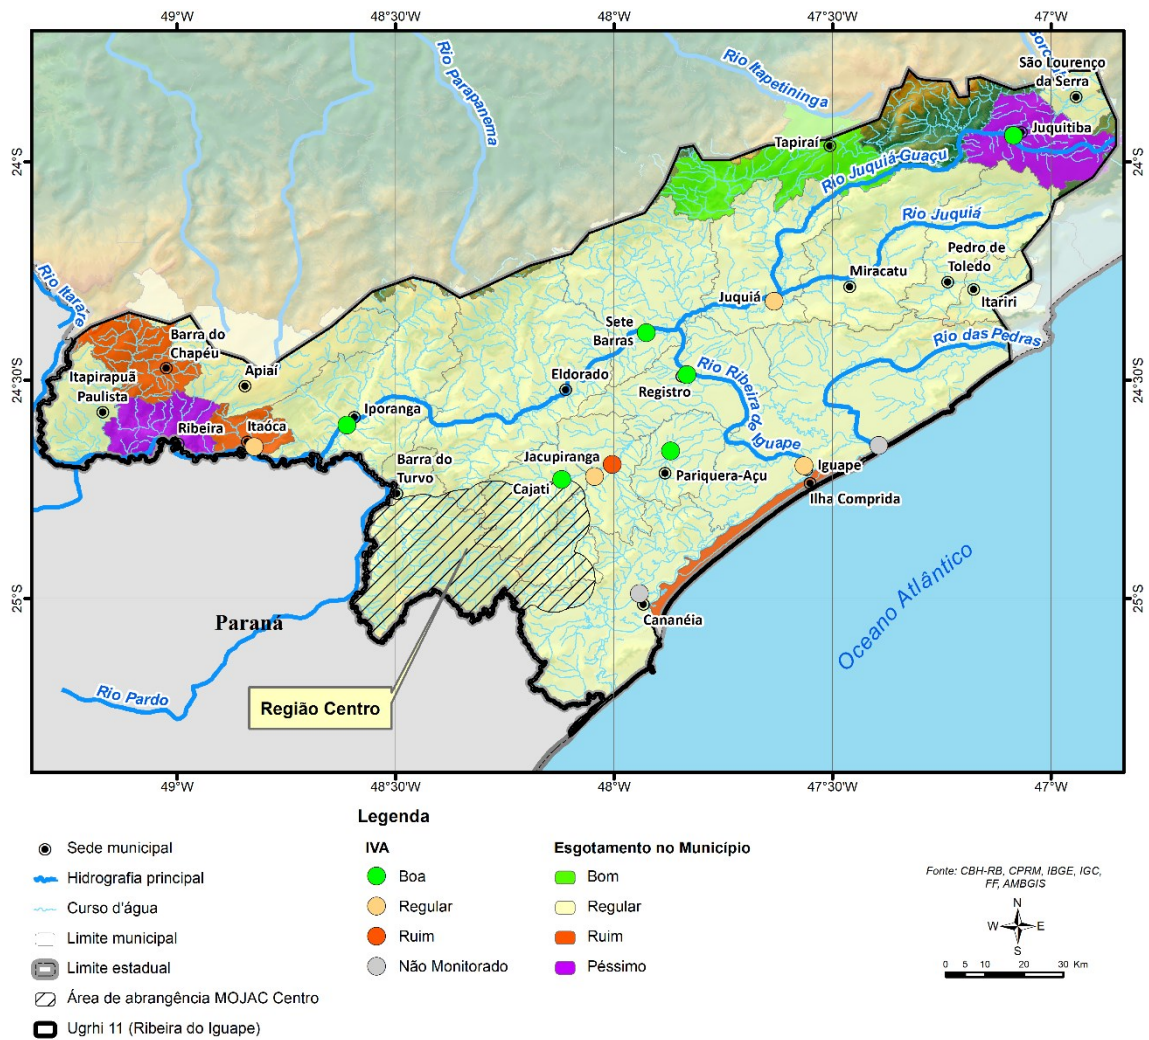 49°W
48°30'W
48°W
47°30'W
47°W
Rio Parapanema
Rio Itapetininga
São Lourenço
da Serra
Juquitiba
Tapiraí
24°S
24°S
Rio Juquiá-Guaçu
Rio Juquiá
Pedro de
Toledo
Miracatu
Itariri
Rio Itararé
Juquiá
Sete
Barras
Rio das Pedras
Barra do
Chapéu
Apiaí
Itapirapuã
Paulista
24°30'S
24°30'S
Eldorado
Registro
Rio Ribeira de Iguape
Iporanga
Ribeira
Itaóca
Barra do
Turvo
Jacupiranga
Cajati
Pariquera-Açu
Iguape
Ilha Comprida
25°S
25°S
Cananéia
Oceano Atlântico
Paraná
Rio Pardo
Região Centro
49°W
48°30'W
48°W
47°30'W
47°W
Legenda
Sede municipal
Hidrografia principal
Curso d'água
Limite municipal
Limite estadual
Área de abrangência MOJAC Centro
Ugrhi 11 (Ribeira do Iguape)
IVA
Boa
Regular
Ruim
Não Monitorado
Esgotamento no Município
Bom
Regular
Ruim
Péssimo
Fonte: CBH-RB, CPRM, IBGE, IGC,
FF, AMBGIS
N
W E
S
0 5 10 20 30 Km